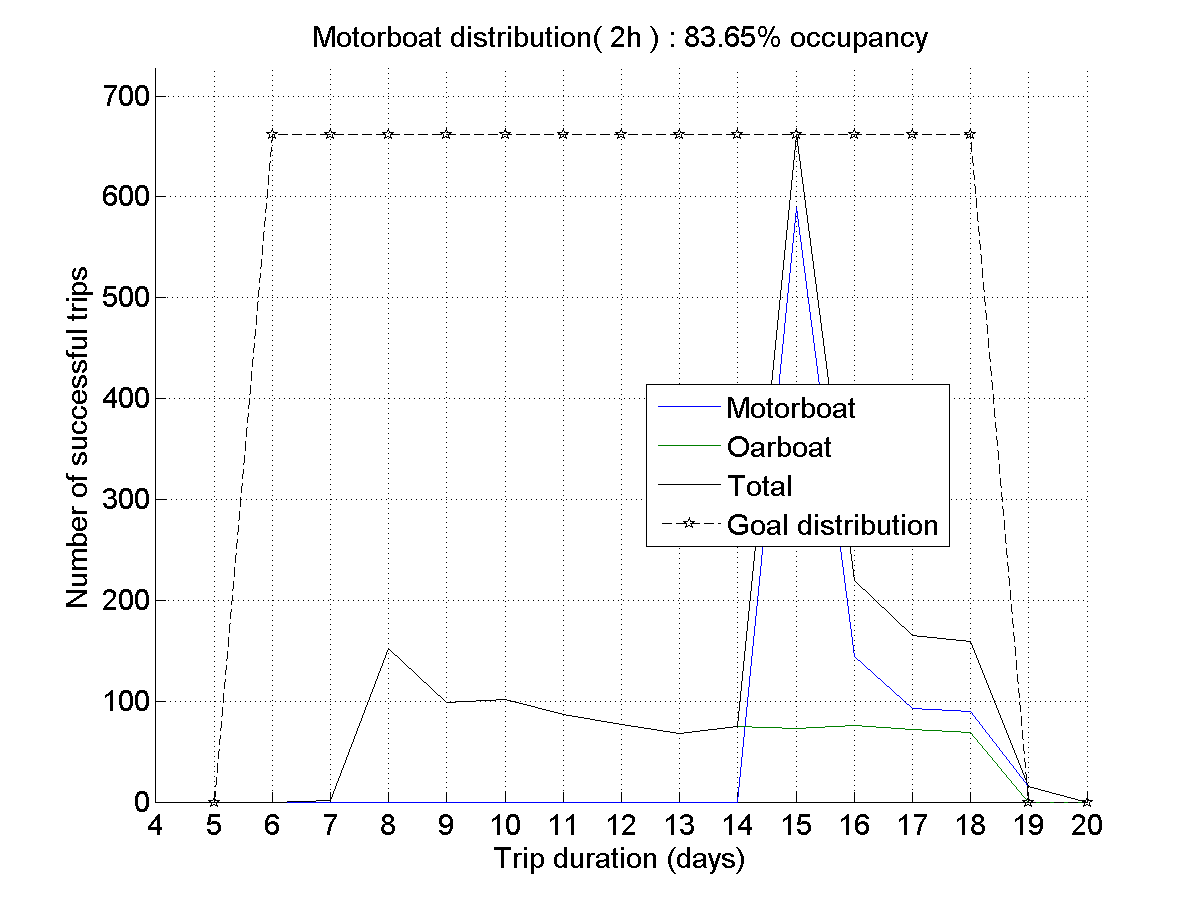 Motorboat distribution( 2h ) : 83.65% occupancy
700
600
500
400
300
200
100
0
Number of successful trips
Motorboat
Oarboat
Total
Goal distribution
4 5 6 7 8 9 10 11 12 13 14 15 16 17 18 19 20
Trip duration (days)